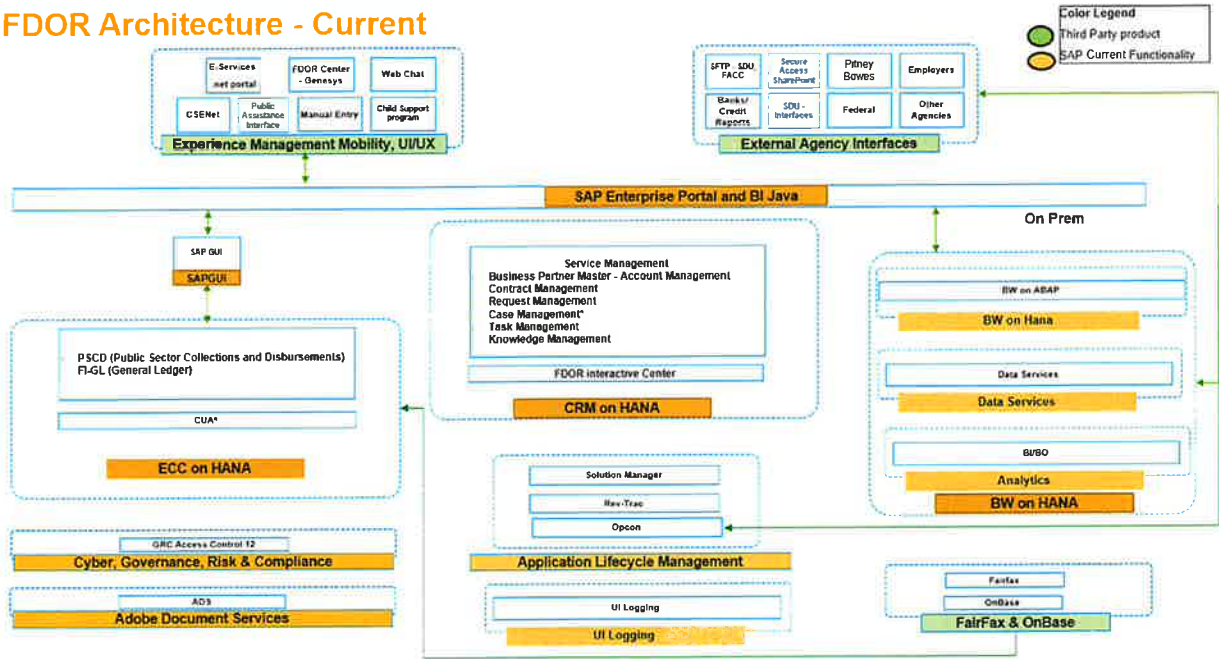 FDOR Architecture - Current
Color Legend
Third Party product
SAP Current Functionality
E-Services
.net portal
FDOR Center
- Genesys
Web Chat
CSENet
Public
Assistance
Interface
Manual Entry
Child Support
program
Experience Management Mobility, UI/UX
SFTP - SDU,
FACC
Secure
Access
SharePoint
Pitney
Bowes
Employers
Banks/
Credit
Reports
SDU -
Interfaces
Federal
Other
Agencies
External Agency Interfaces
SAP Enterprise Portal and BI Java
On Prem
SAP GUI
SAPGUI
PSCD (Public Sector Collections and Disbursements)
FI-GL (General Ledger)
CUA*
ECC on HANA
Service Management
Business Partner Master - Account Management
Contract Management
Request Management
Case Management*
Task Management
Knowledge Management
FDOR interactive Center
CRM on HANA
BW on ABAP
BW on Hana
Data Services
Data Services
BI/BO
Analytics
BW on HANA
Solution Manager
Rev-Trac
Opcon
Application Lifecycle Management
GRC Access Control 12
Cyber, Governance, Risk & Compliance
ADS
Adobe Document Services
UI Logging
UI Logging
Fairfax
OnBase
FairFax & OnBase